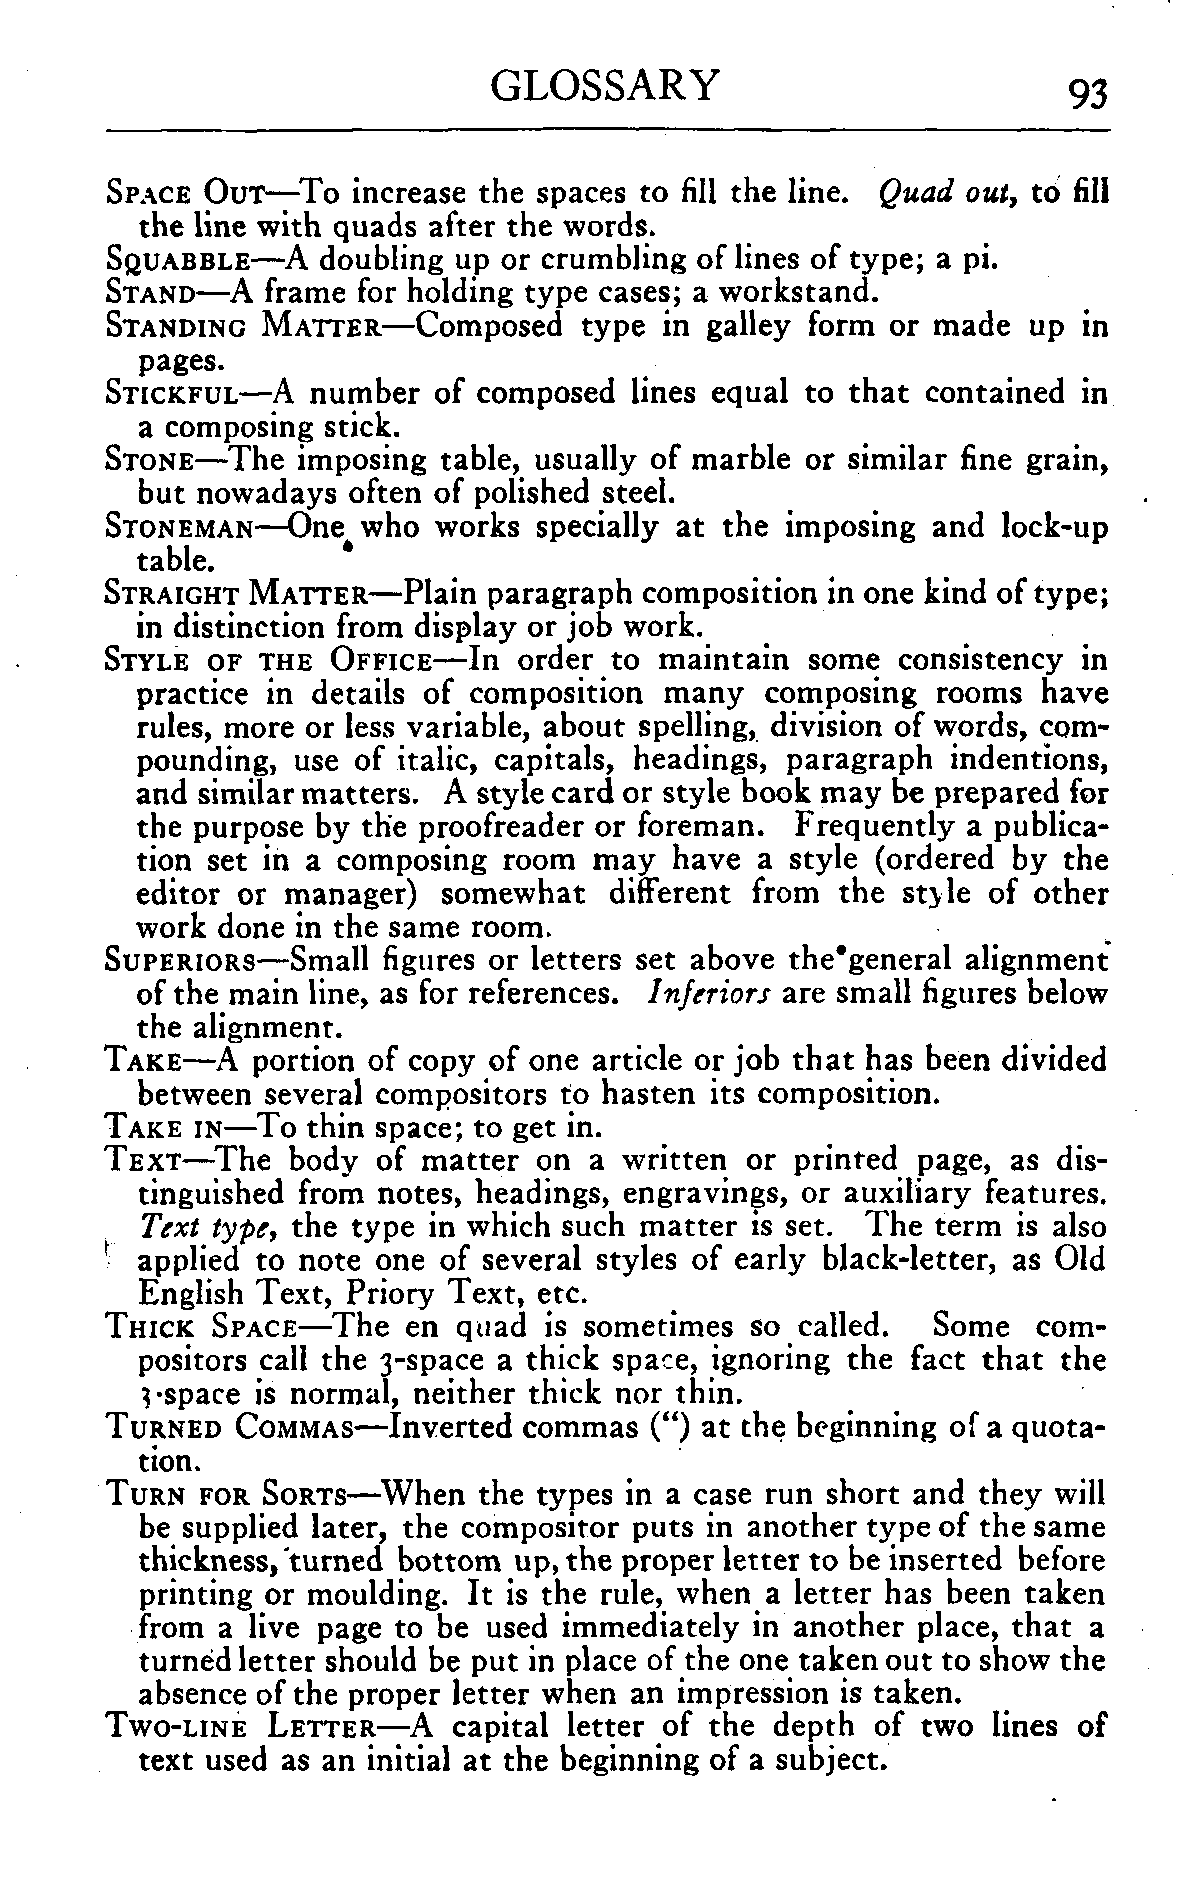 GLOSSARY 93
SPACE OUT—To increase the spaces to fill the line. Quad out, to fill
the line with quads after the words.
SQUABBLE—A doubling up or crumbling of lines of type; a pi.
STAND—A frame for holding type cases; a workstand.
STANDING MATTER—Composed type in galley form or made up in
pages.
STICKFUL—A number of composed lines equal to that contained in
a composing stick.
STONE—The imposing table, usually of marble or similar fine grain,
but nowadays often of polished steel.
STONEMAN—One who works specially at the imposing and lock-up
table.
STRAIGHT MATTER—Plain paragraph composition in one kind of type;
in distinction from display or job work.
STYLE OF THE OFFICE—In order to maintain some consistency in
practice in details of composition many composing rooms have
rules, more or less variable, about spelling, division of words, com-
pounding, use of italic, capitals, headings, paragraph indentions,
and similar matters. A style card or style book may be prepared for
the purpose by the proofreader or foreman. Frequently a publica-
tion set in a composing room may have a style (ordered by the
editor or manager) somewhat different from the style of other
work done in the same room.
SUPERIORS—Small figures or letters set above the general alignment
of the main line, as for references. Inferiors are small figures below
the alignment.
TAKE—A portion of copy of one article or job that has been divided
between several compositors to hasten its composition.
TAKE IN—To thin space; to get in.
TEXT—The body of matter on a written or printed page, as dis-
tinguished from notes, headings, engravings, or auxiliary features.
Text type, the type in which such matter is set. The term is also
applied to note one of several styles of early black-letter, as Old
English Text, Priory Text, etc.
THICK SPACE—The en quad is sometimes so called. Some com-
positors call the 3-space a thick space, ignoring the fact that the
3-space is normal, neither thick nor thin.
TURNED COMMAS—Inverted commas (“) at the beginning of a quota-
tion.
TURN FOR SORTS—When the types in a case run short and they will
be supplied later, the compositor puts in another type of the same
thickness, turned bottom up, the proper letter to be inserted before
printing or moulding. It is the rule, when a letter has been taken
from a live page to be used immediately in another place, that a
turned letter should be put in place of the one taken out to show the
absence of the proper letter when an impression is taken.
TWO-LINE LETTER—A capital letter of the depth of two lines of
text used as an initial at the beginning of a subject.